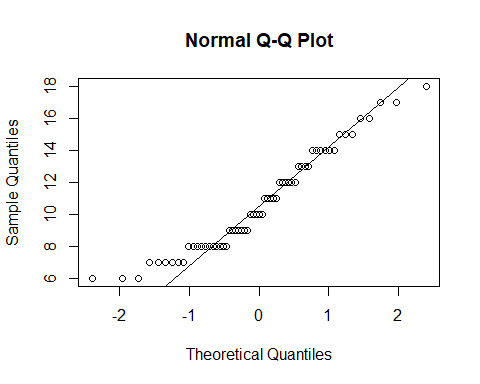 Normal Q-Q Plot
Sample Quantiles
18
16
14
12
10
8
6
-2 -1 0 1 2
Theoretical Quantiles